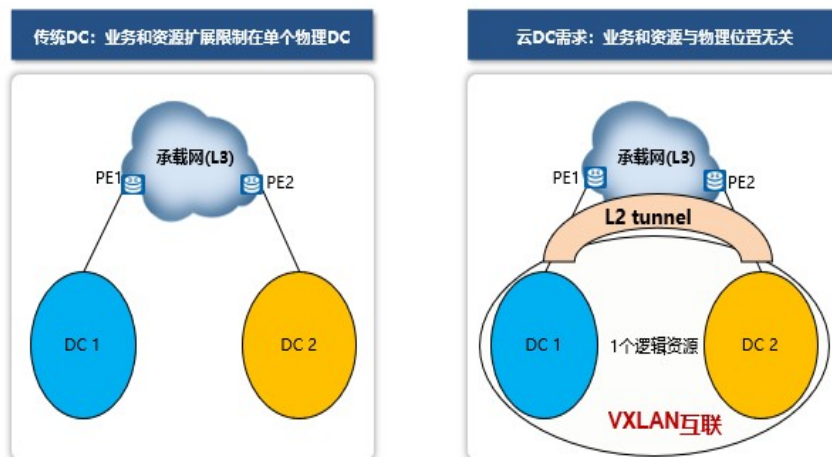 传统DC：业务和资源扩展限制在单个物理DC
承载网(L3)
PE1
PE2
DC 1
DC 2
云DC需求：业务和资源与物理位置无关
承载网(L3)
PE1
PE2
L2 tunnel
DC 1
1个逻辑资源
DC 2
VXLAN互联